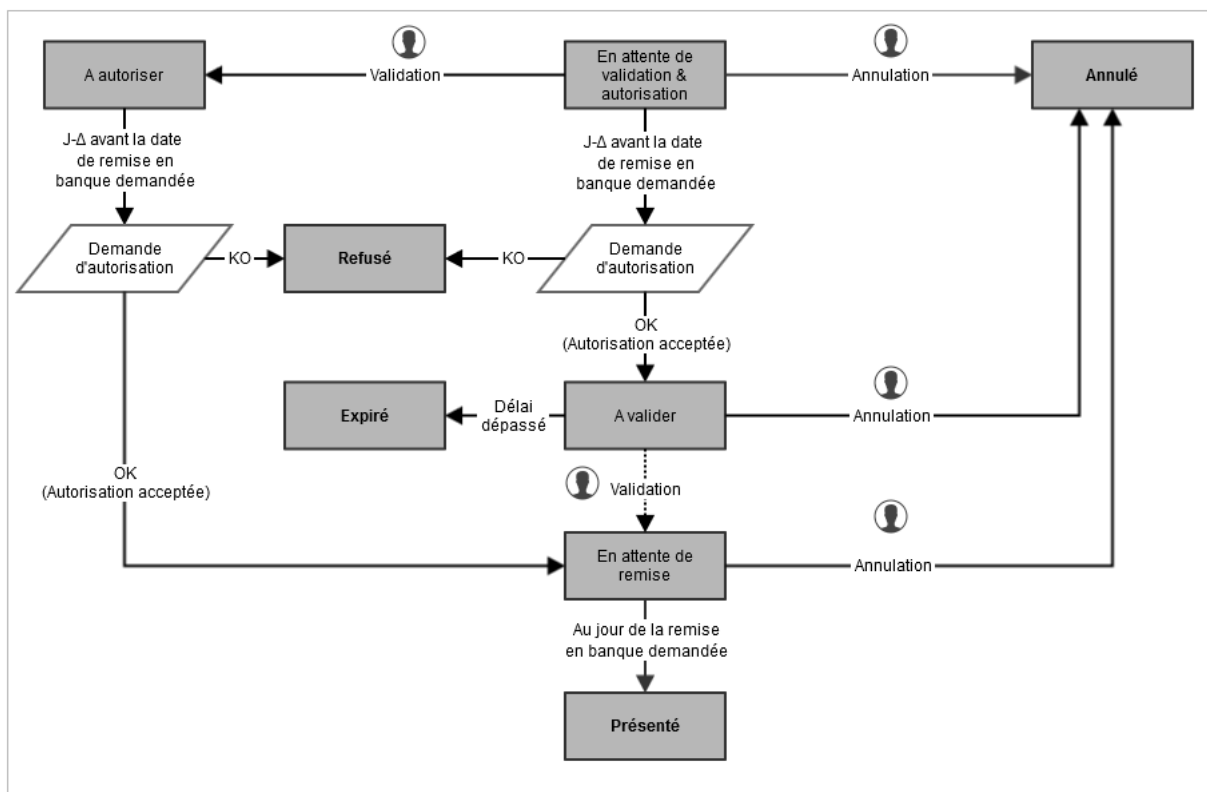 A autoriser
Validation
En attente de
validation &
autorisation
Annulation
Annulé
J-Δ avant la date
de remise en
banque demandée
J-Δ avant la date
de remise en
banque demandée
Demande
d'autorisation
KO
Refusé
KO
Demande
d'autorisation
OK
(Autorisation acceptée)
Expiré
Délai
dépassé
A valider
Annulation
OK
(Autorisation acceptée)
Validation
En attente de
remise
Annulation
Au jour de la remise
en banque demandée
Présenté